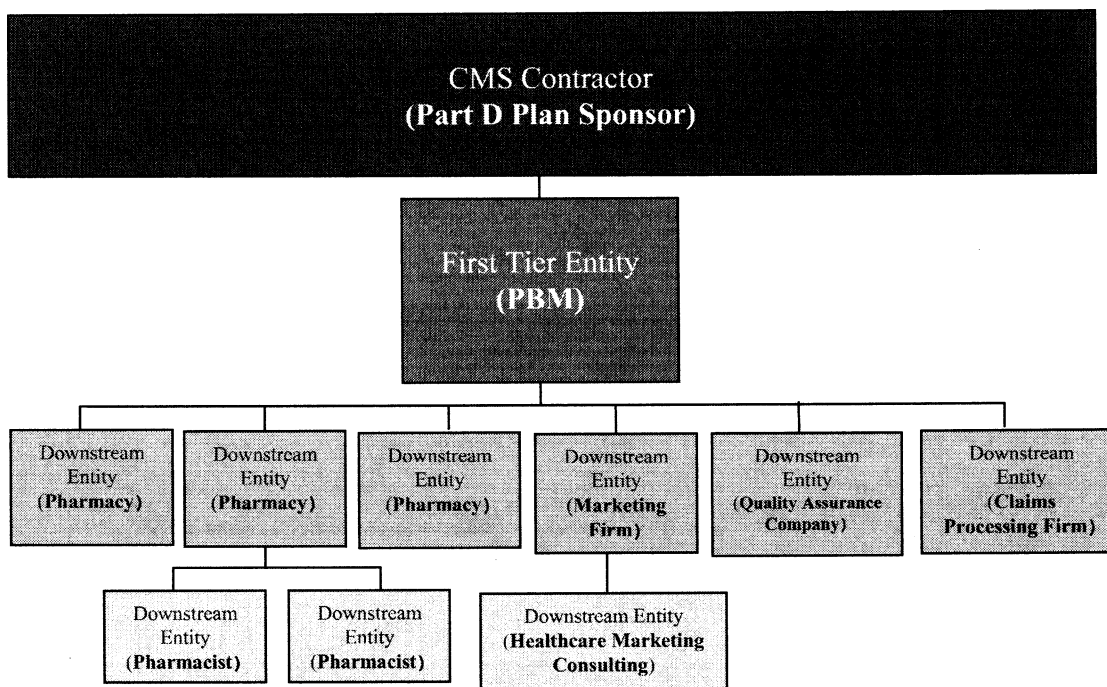 CMS Contractor
(Part D Plan Sponsor)
First Tier Entity
(PBM)
Downstream
Entity
(Pharmacy)
Downstream
Entity
(Pharmacy)
Downstream
Entity
(Pharmacy)
Downstream
Entity
(Marketing
Firm)
Downstream
Entity
(Quality Assurance
Company)
Downstream
Entity
(Claims
Processing Firm)
Downstream
Entity
(Pharmacist)
Downstream
Entity
(Pharmacist)
Downstream Entity
(Healthcare Marketing
Consulting)